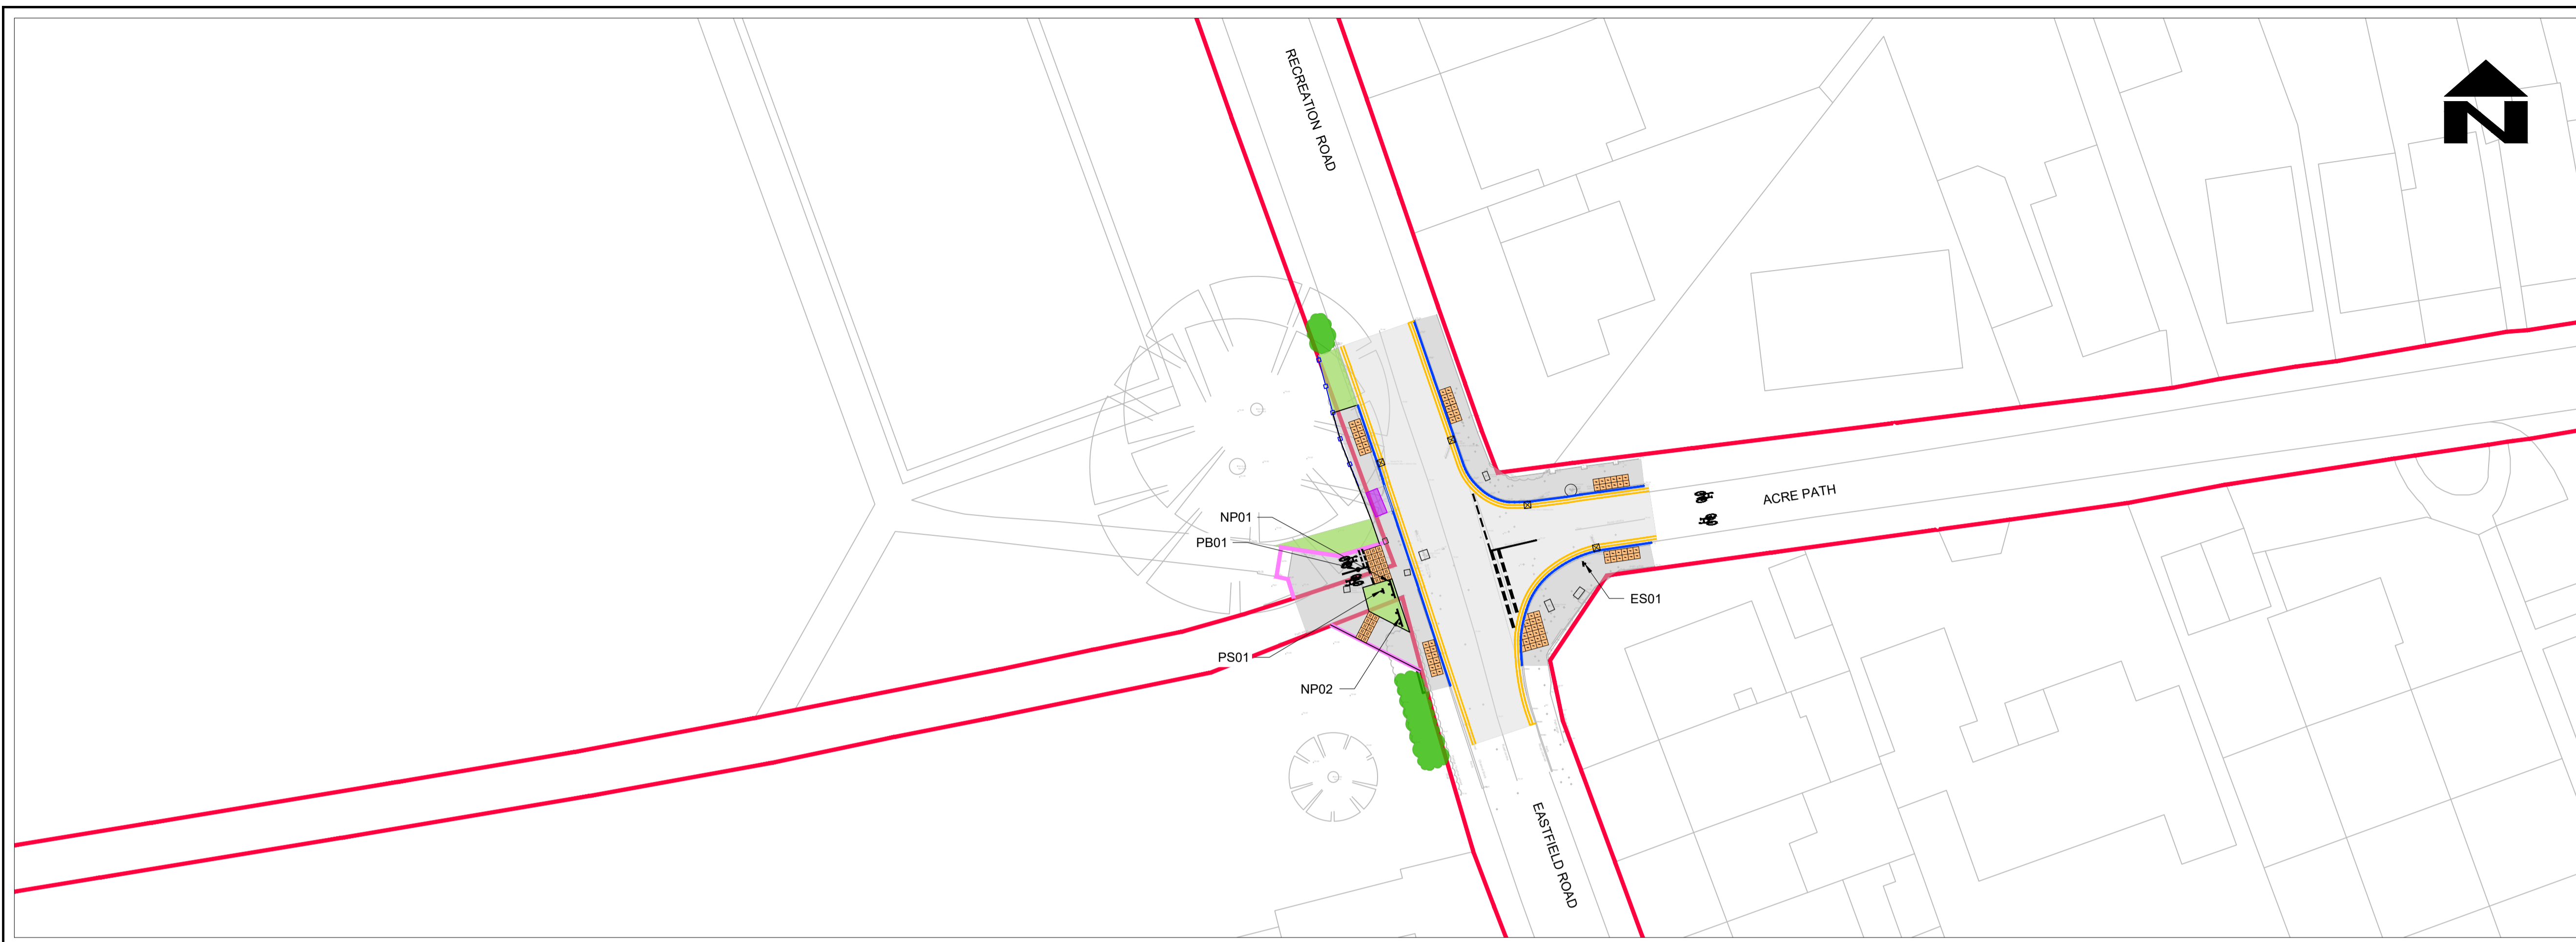 RECREATION ROAD
N
ACRE PATH
NP01
PB01
ES01
PS01
NP02
EASTFIELD ROAD